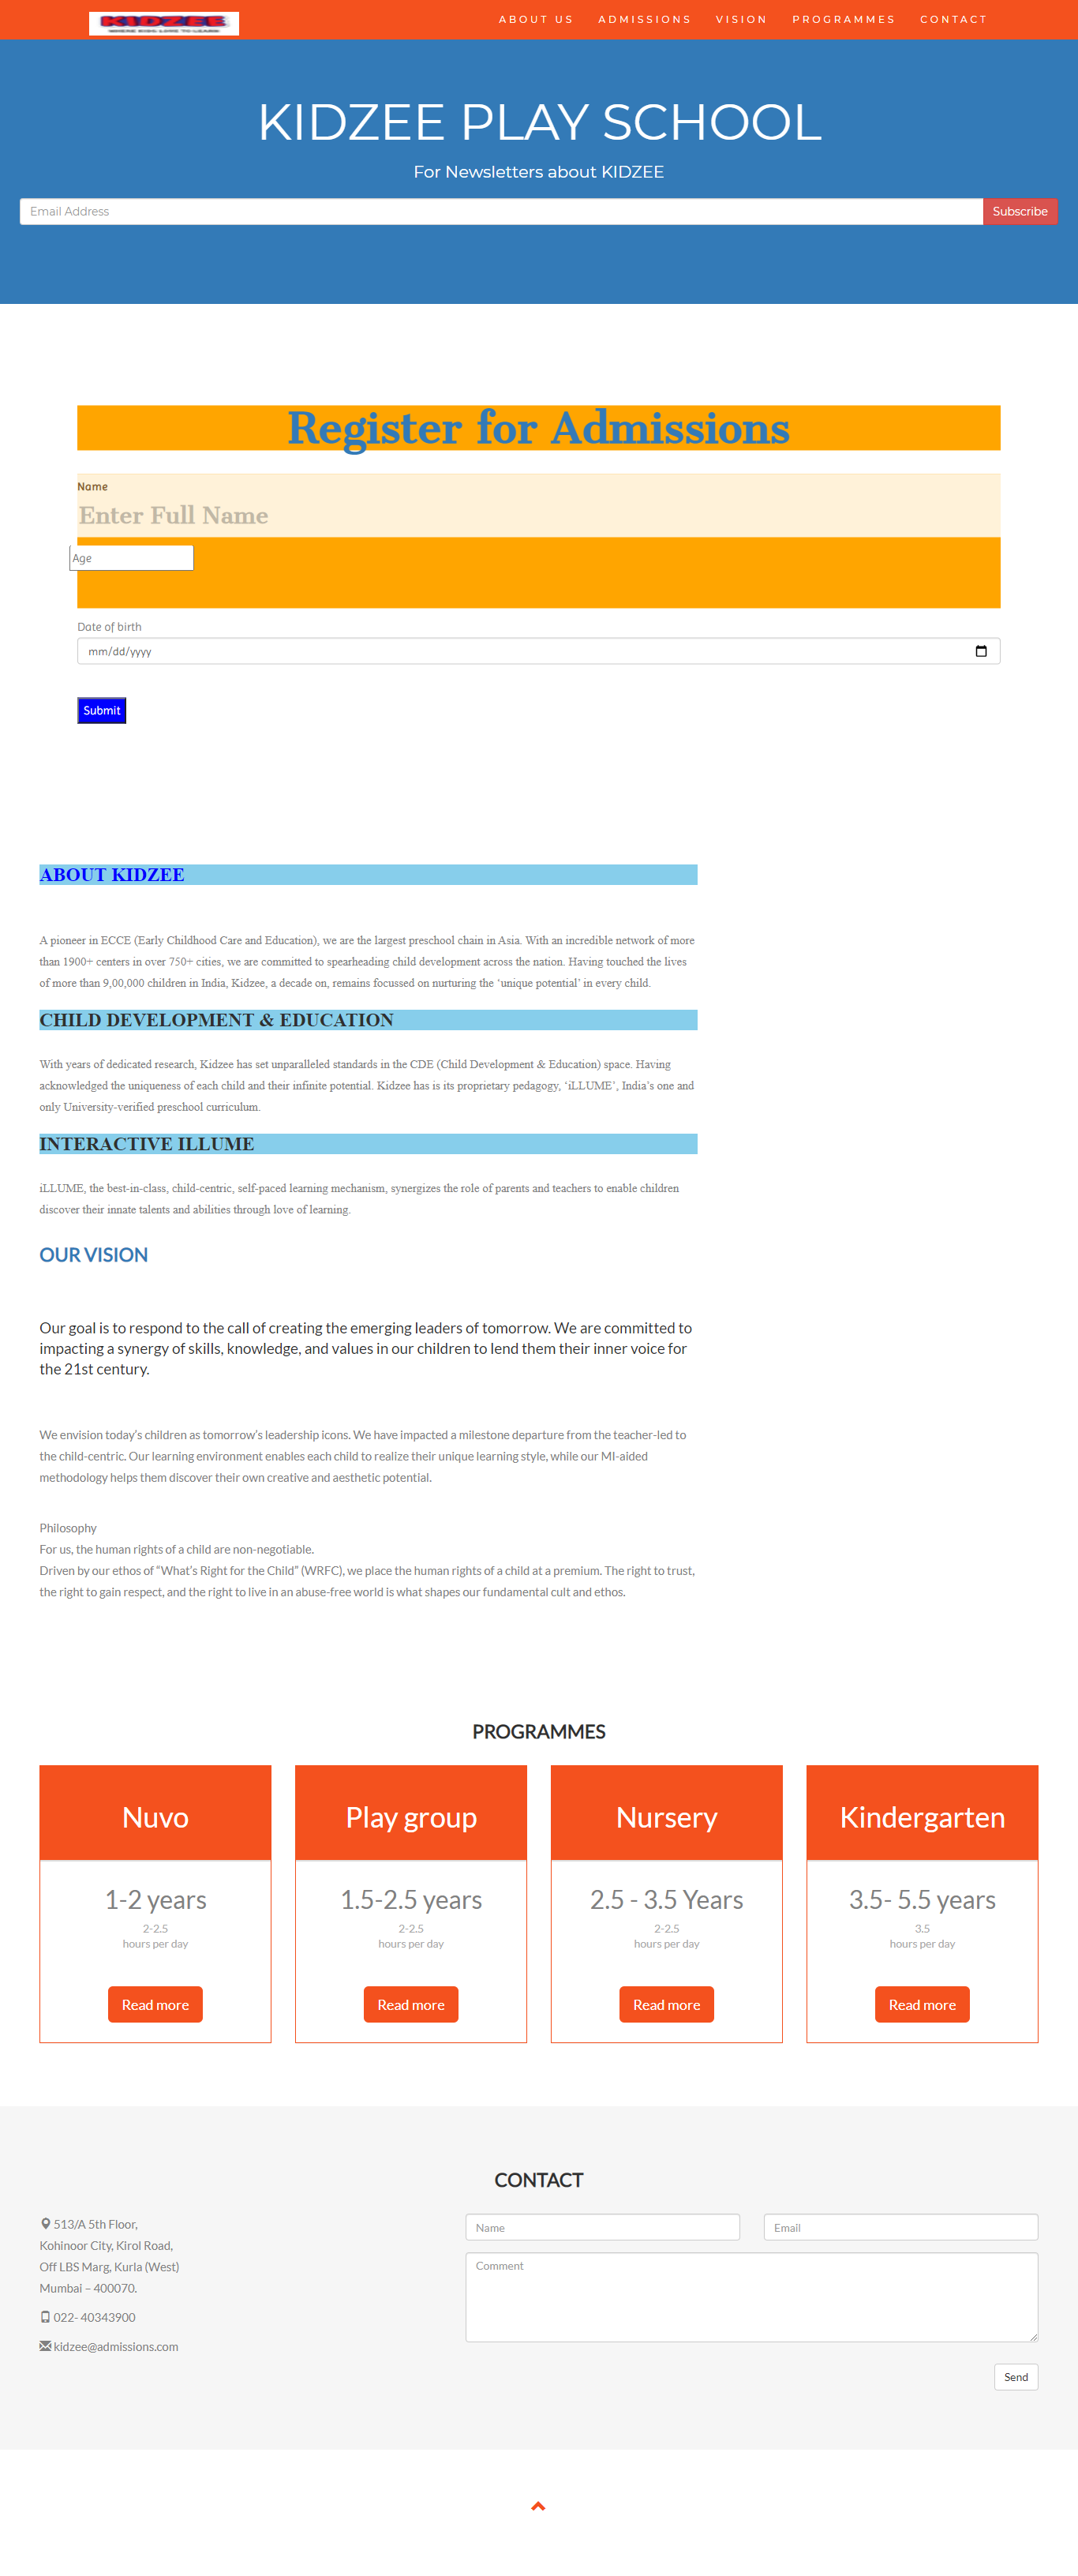 KIDZEE
WHERE KIDS LOVE TO LEARN
ABOUT US ADMISSIONS VISION PROGRAMMES CONTACT
KIDZEE PLAY SCHOOL
For Newsletters about KIDZEE
Email Address Subscribe
Register for Admissions
Name
Enter Full Name
Age
Date of birth
mm/dd/yyyy
Submit
ABOUT KIDZEE
A pioneer in ECCE (Early Childhood Care and Education), we are the largest preschool chain in Asia. With an incredible network of more
than 1900+ centers in over 750+ cities, we are committed to spearheading child development across the nation. Having touched the lives
of more than 9,00,000 children in India, Kidzee, a decade on, remains focussed on nurturing the ‘unique potential’ in every child.
CHILD DEVELOPMENT & EDUCATION
With years of dedicated research, Kidzee has set unparalleled standards in the CDE (Child Development & Education) space. Having
acknowledged the uniqueness of each child and their infinite potential. Kidzee has is its proprietary pedagogy, ‘iLLUME’, India’s one and
only University-verified preschool curriculum.
INTERACTIVE ILLUME
iLLUME, the best-in-class, child-centric, self-paced learning mechanism, synergizes the role of parents and teachers to enable children
discover their innate talents and abilities through love of learning.
OUR VISION
Our goal is to respond to the call of creating the emerging leaders of tomorrow. We are committed to
impacting a synergy of skills, knowledge, and values in our children to lend them their inner voice for
the 21st century.
We envision today’s children as tomorrow’s leadership icons. We have impacted a milestone departure from the teacher-led to
the child-centric. Our learning environment enables each child to realize their unique learning style, while our MI-aided
methodology helps them discover their own creative and aesthetic potential.
Philosophy
For us, the human rights of a child are non-negotiable.
Driven by our ethos of “What’s Right for the Child” (WRFC), we place the human rights of a child at a premium. The right to trust,
the right to gain respect, and the right to live in an abuse-free world is what shapes our fundamental cult and ethos.
PROGRAMMES
Nuvo
1-2 years
2-2.5
hours per day
Read more
Play group
1.5-2.5 years
2-2.5
hours per day
Read more
Nursery
2.5 - 3.5 Years
2-2.5
hours per day
Read more
Kindergarten
3.5- 5.5 years
3.5
hours per day
Read more
CONTACT
513/A 5th Floor,
Kohinoor City, Kirol Road,
Off LBS Marg, Kurla (West)
Mumbai – 400070.
022- 40343900
kidzee@admissions.com
Name
Email
Comment
Send